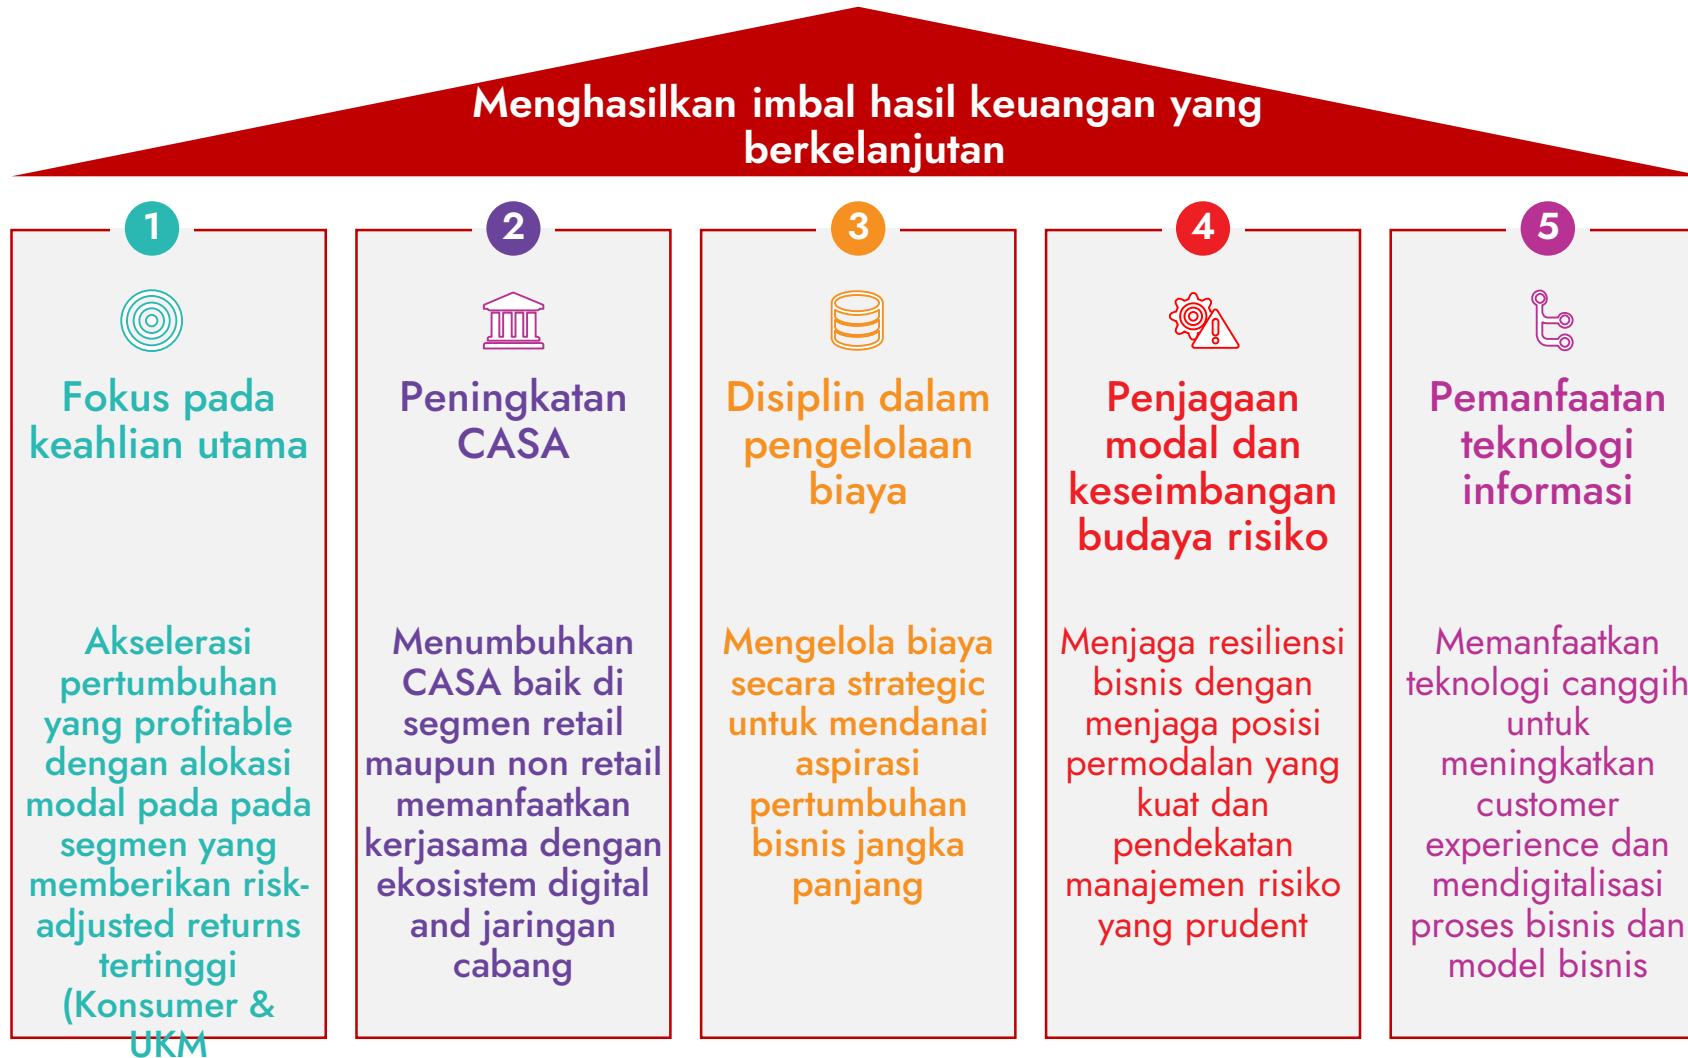 Menghasilkan imbal hasil keuangan yang
berkelanjutan
1
Fokus pada
keahlian utama
Akselerasi
pertumbuhan
yang profitable
dengan alokasi
modal pada pada
segmen yang
memberikan risk-
adjusted returns
tertinggi
(Konsumer &
UKM
2
Peningkatan
CASA
Menumbuhkan
CASA baik di
segmen retail
maupun non retail
memanfaatkan
kerjasama dengan
ekosistem digital
and jaringan
cabang
3
Disiplin dalam
pengelolaan
biaya
Mengelola biaya
secara strategic
untuk mendanai
aspirasi
pertumbuhan
bisnis jangka
panjang
4
Penjagaan
modal dan
keseimbangan
budaya risiko
Menjaga resiliensi
bisnis dengan
menjaga posisi
permodalan yang
kuat dan
pendekatan
manajemen risiko
yang prudent
5
Pemanfaatan
teknologi
informasi
Memanfaatkan
teknologi canggih
untuk
meningkatkan
customer
experience dan
mendigitalisasi
proses bisnis dan
model bisnis